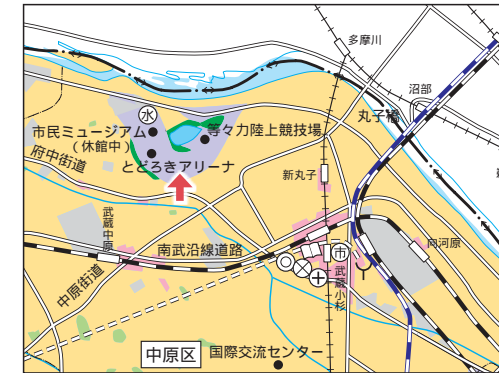 多摩川
沼部
丸子橋
水
市民ミュージアム
(休館中)
等々力陸上競技場
とどろきアリーナ
府中街道
新丸子
武蔵中原
南武沿線道路
市
向河原
武蔵小杉
中原街道
中原区
国際交流センター